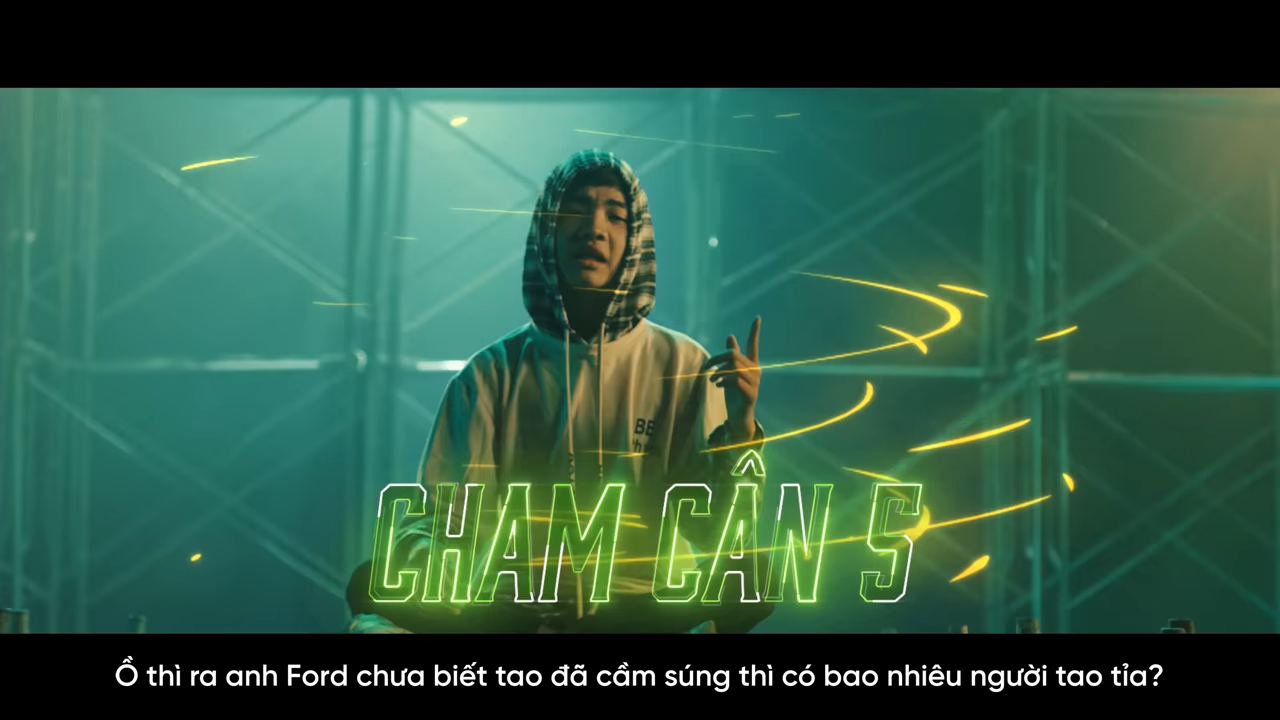 BB
CHAM CÂN 5
Ồ thì ra anh Ford chưa biết tao đã cầm súng thì có bao nhiêu người tao tỉa?